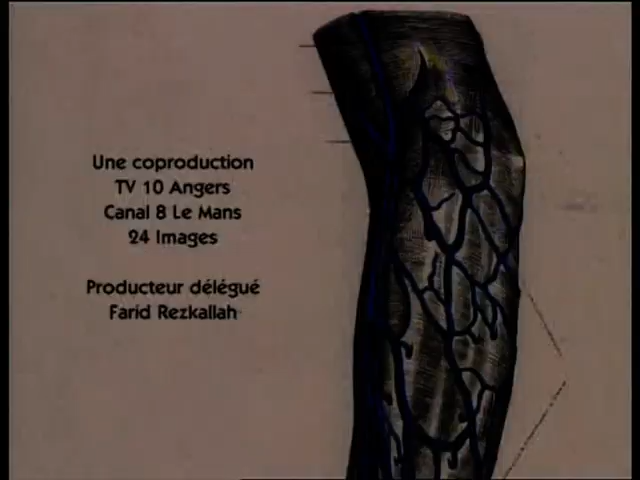 Une coproduction
TV 10 Angers
Canal 8 Le Mans
24 Images
Producteur délégué
Farid Rezkallah